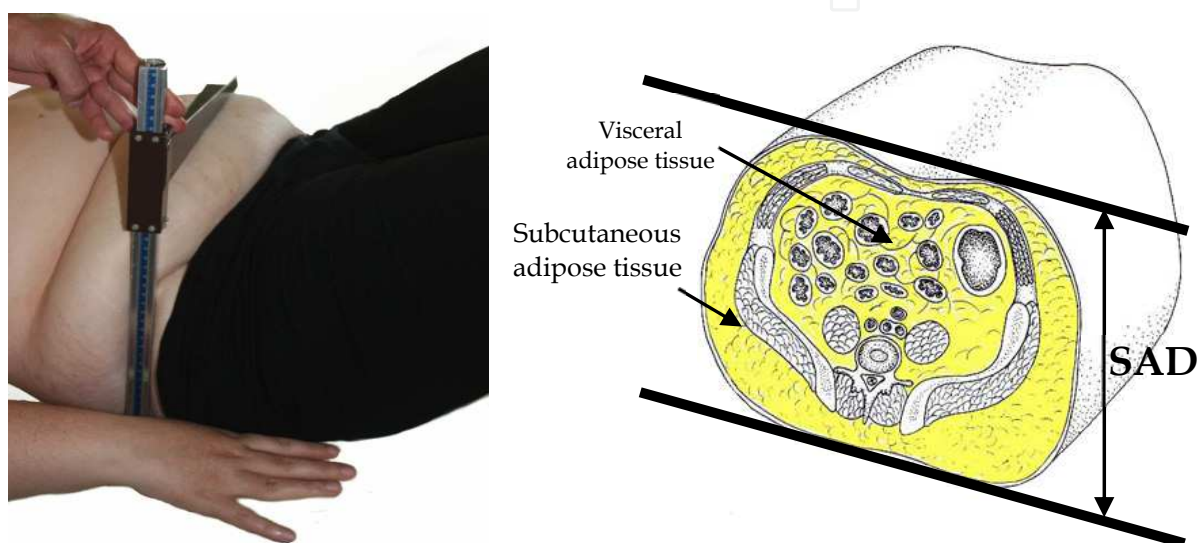 Visceral
adipose tissue
Subcutaneous
adipose tissue
SAD